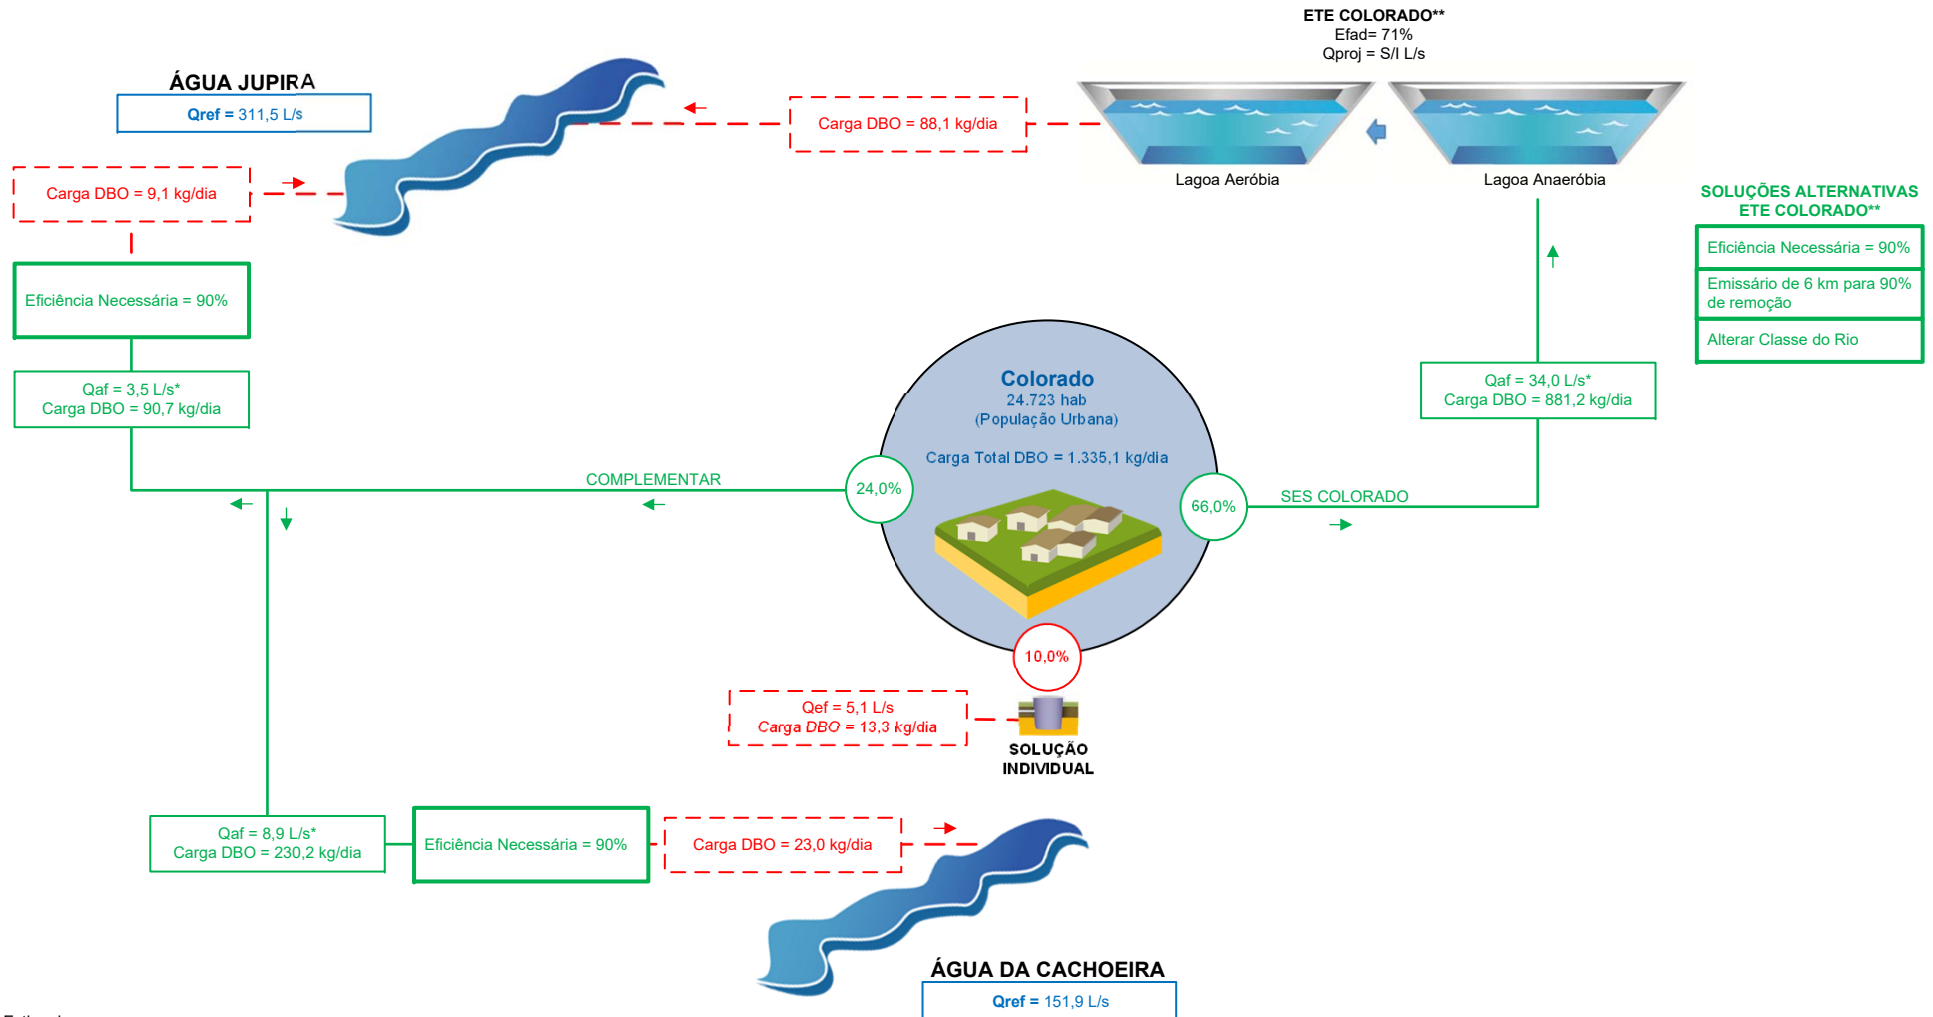 ETE COLORADO**
Efad= 71%
Qproj = S/I L/s
ÁGUA JUPIRA
Qref = 311,5 L/s
Carga DBO = 88,1 kg/dia
Lagoa Aeróbia
Lagoa Anaeróbia
Carga DBO = 9,1 kg/dia
SOLUÇÕES ALTERNATIVAS
ETE COLORADO**
Eficiência Necessária = 90%
Emissário de 6 km para 90%
de remoção
Alterar Classe do Rio
Eficiência Necessária = 90%
Qaf = 3,5 L/s*
Carga DBO = 90,7 kg/dia
Colorado
24.723 hab
(População Urbana)
Carga Total DBO = 1.335,1 kg/dia
Qaf = 34,0 L/s*
Carga DBO = 881,2 kg/dia
COMPLEMENTAR
24,0%
66,0%
SES COLORADO
10,0%
Qef = 5,1 L/s
Carga DBO = 13,3 kg/dia
SOLUÇÃO
INDIVIDUAL
Qaf = 8,9 L/s*
Carga DBO = 230,2 kg/dia
Eficiência Necessária = 90%
Carga DBO = 23,0 kg/dia
ÁGUA DA CACHOEIRA
Qref = 151,9 L/s